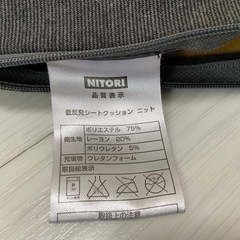 NITORI
品質表示
低反発シートクッション ニット
側生地
ポリエステル 75%
レーヨン 20%
ポリウレタン 5%
充填物 ウレタンフォーム
取扱絵表示
取扱上の注意